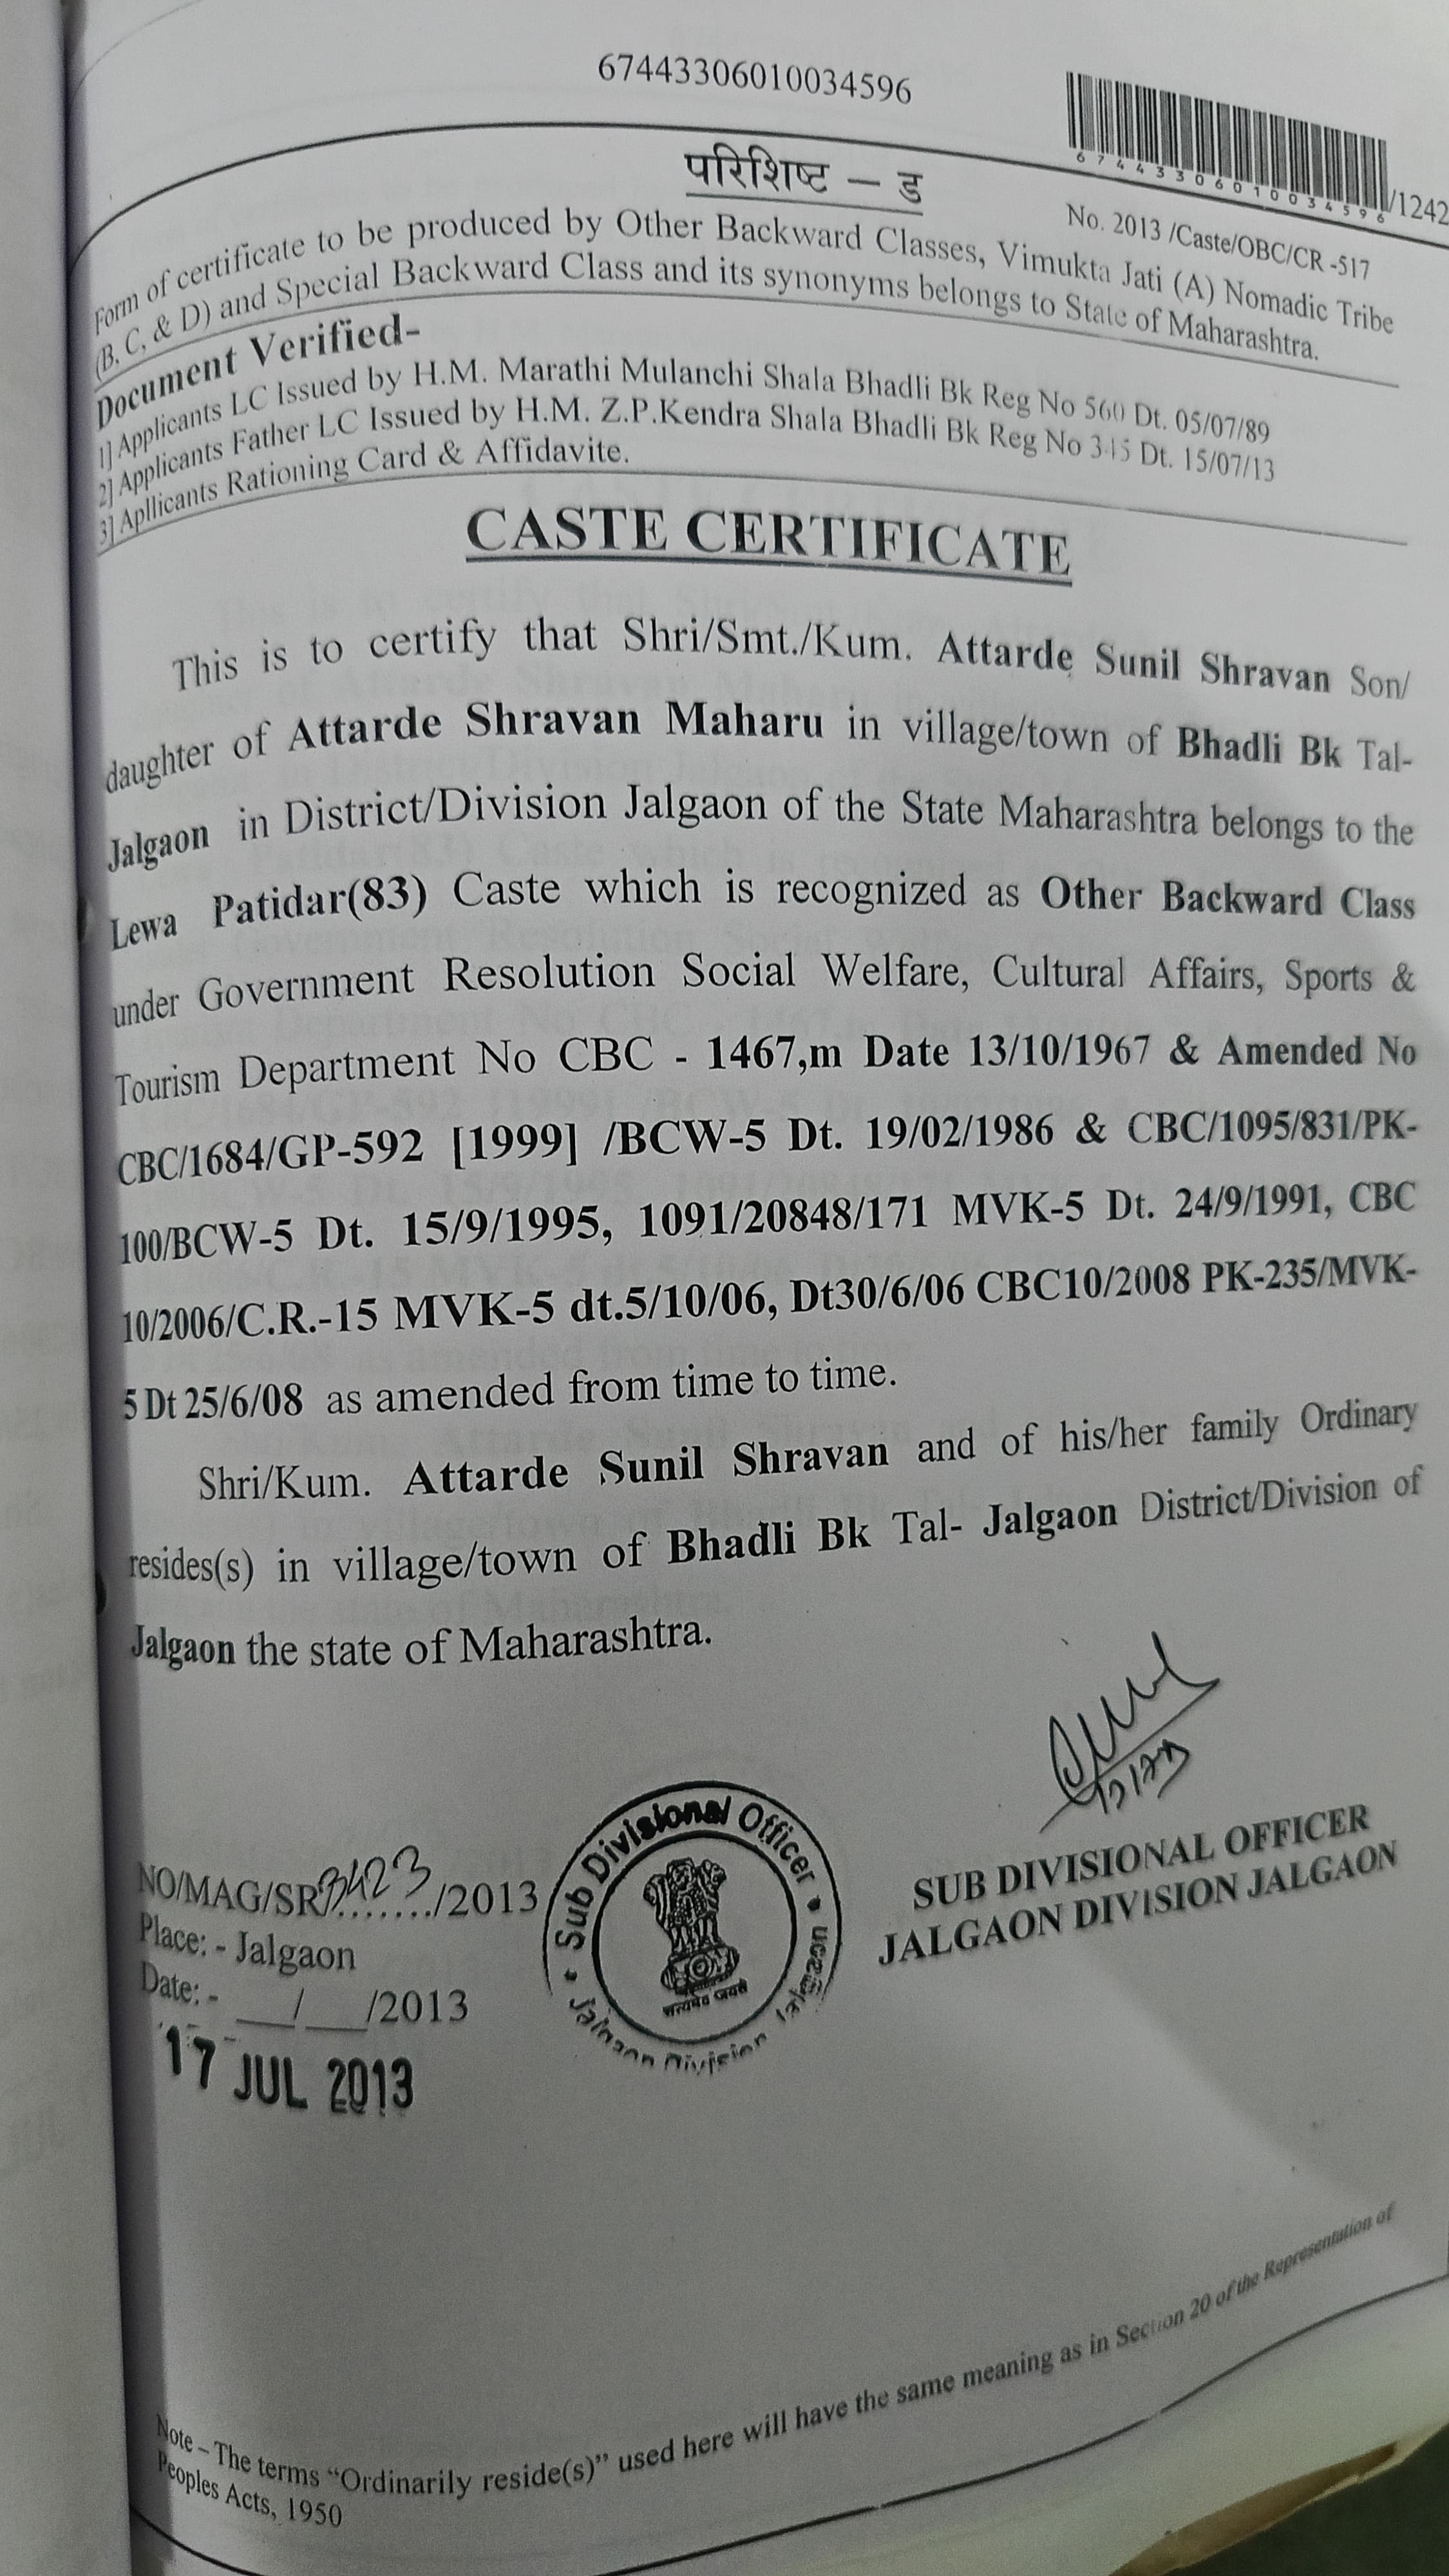 67443306010034596
67443306010034596
/1242
परिशिष्ट – ड
No. 2013 /Caste/OBC/CR -517
Form of certificate to be produced by Other Backward Classes, Vimukta Jati (A) Nomadic Tribe
(B, C, & D) and Special Backward Class and its synonyms belongs to State of Maharashtra.
Document Verified-
1] Applicants LC Issued by H.M. Marathi Mulanchi Shala Bhadli Bk Reg No 560 Dt. 05/07/89
2] Applicants Father LC Issued by H.M. Z.P.Kendra Shala Bhadli Bk Reg No 345 Dt. 15/07/13
3] Apllicants Rationing Card & Affidavite.
CASTE CERTIFICATE
This is to certify that Shri/Smt./Kum. Attarde Sunil Shravan Son/
daughter of Attarde Shravan Maharu in village/town of Bhadli Bk Tal-
Jalgaon in District/Division Jalgaon of the State Maharashtra belongs to the
Lewa Patidar(83) Caste which is recognized as Other Backward Class
under Government Resolution Social Welfare, Cultural Affairs, Sports &
Tourism Department No CBC - 1467,m Date 13/10/1967 & Amended No
CBC/1684/GP-592 [1999] /BCW-5 Dt. 19/02/1986 & CBC/1095/831/PK-
100/BCW-5 Dt. 15/9/1995, 1091/20848/171 MVK-5 Dt. 24/9/1991, CBC
10/2006/C.R.-15 MVK-5 dt.5/10/06, Dt30/6/06 CBC10/2008 PK-235/MVK-
5 Dt 25/6/08 as amended from time to time.
Shri/Kum. Attarde Sunil Shravan and of his/her family Ordinary
resides(s) in village/town of Bhadli Bk Tal- Jalgaon District/Division of
Jalgaon the state of Maharashtra.
NO/MAG/SR/3423/2013
Place: - Jalgaon
Date: - __/__/2013
17 JUL 2013
Sub Divisional Officer
Jalgaon Division
सत्यमेव जयते
SUB DIVISIONAL OFFICER
JALGAON DIVISION JALGAON
Note – The terms “Ordinarily reside(s)” used here will have the same meaning as in Section 20 of the Representation of
Peoples Acts, 1950